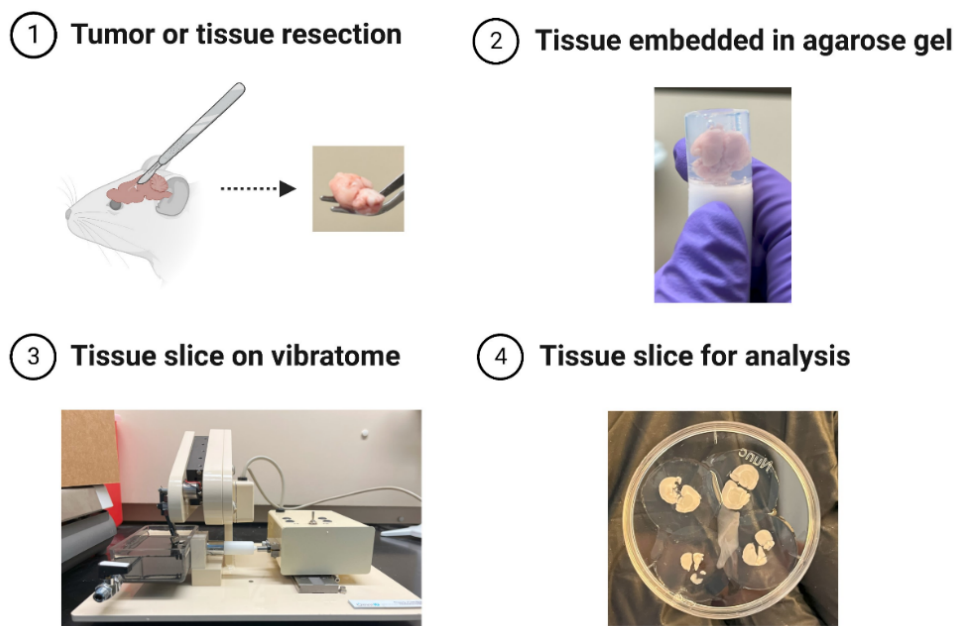 1 Tumor or tissue resection
2 Tissue embedded in agarose gel
3 Tissue slice on vibratome
4 Tissue slice for analysis
Nunc